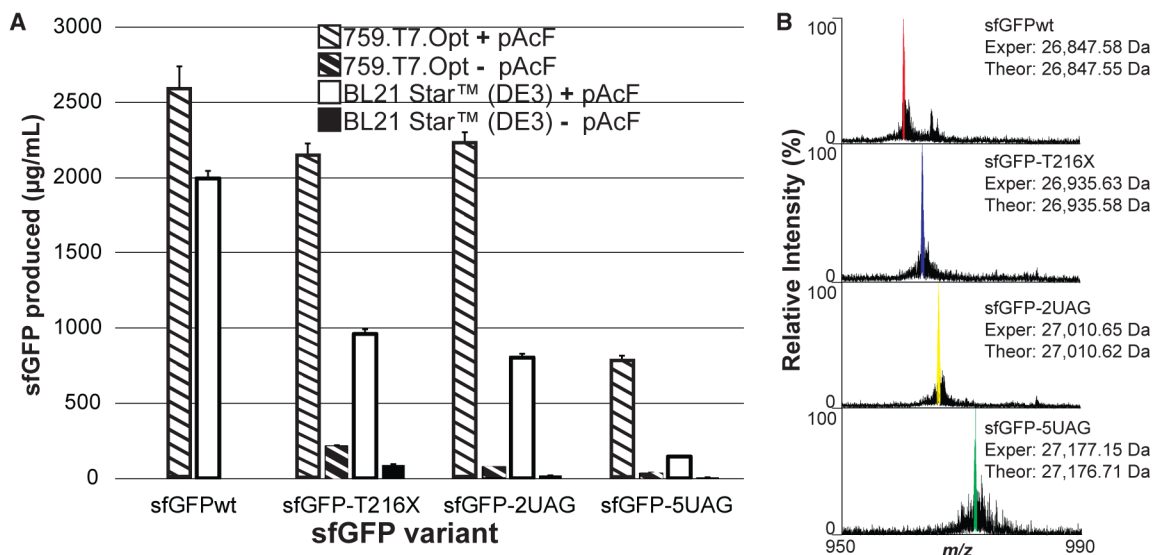 A
3000
2500
2000
1500
1000
500
0
sfGFP produced (µg/mL)
759.T7.Opt + pAcF
759.T7.Opt - pAcF
BL21 Star™ (DE3) + pAcF
BL21 Star™ (DE3) - pAcF
sfGFPwt
sfGFP-T216X
sfGFP-2UAG
sfGFP-5UAG
sfGFP variant
B
Relative Intensity (%)
100
0
sfGFPwt
Exper: 26,847.58 Da
Theor: 26,847.55 Da
100
0
sfGFP-T216X
Exper: 26,935.63 Da
Theor: 26,935.58 Da
100
0
sfGFP-2UAG
Exper: 27,010.65 Da
Theor: 27,010.62 Da
100
0
sfGFP-5UAG
Exper: 27,177.15 Da
Theor: 27,176.71 Da
950
m/z
990